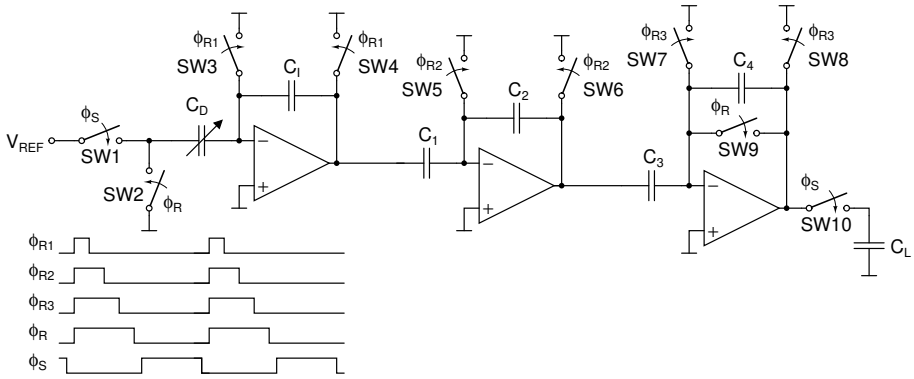 ϕR1 ϕR1 ϕR3 ϕR3
SW3 CI SW4 ϕR2 ϕR2 SW7 C4 SW8
SW5 C2 SW6
ϕS CD ϕR
VREF SW1 − C1 − SW9
SW2 ϕR + + C3 − ϕS
+ SW10 CL
ϕR1
ϕR2
ϕR3
ϕR
ϕS